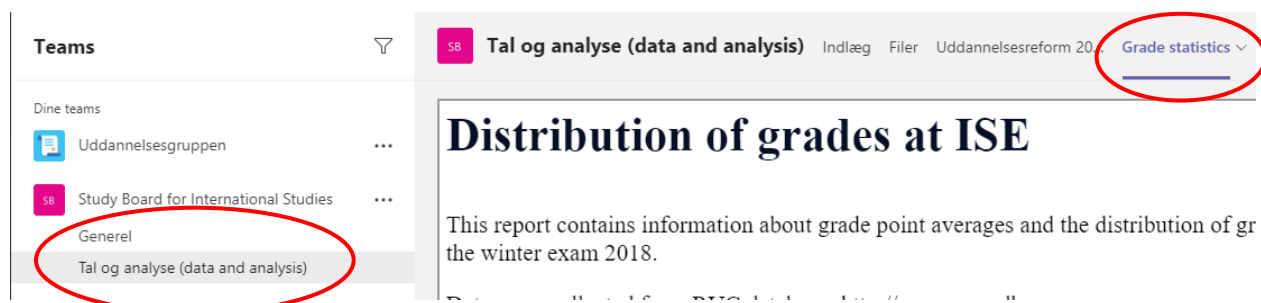 Teams
Dine teams
Uddannelsesgruppen
SB Study Board for International Studies
Generel
Tal og analyse (data and analysis)
SB Tal og analyse (data and analysis) Indlæg Filer Uddannelsesreform 20... Grade statistics
Distribution of grades at ISE
This report contains information about grade point averages and the distribution of gr
the winter exam 2018.